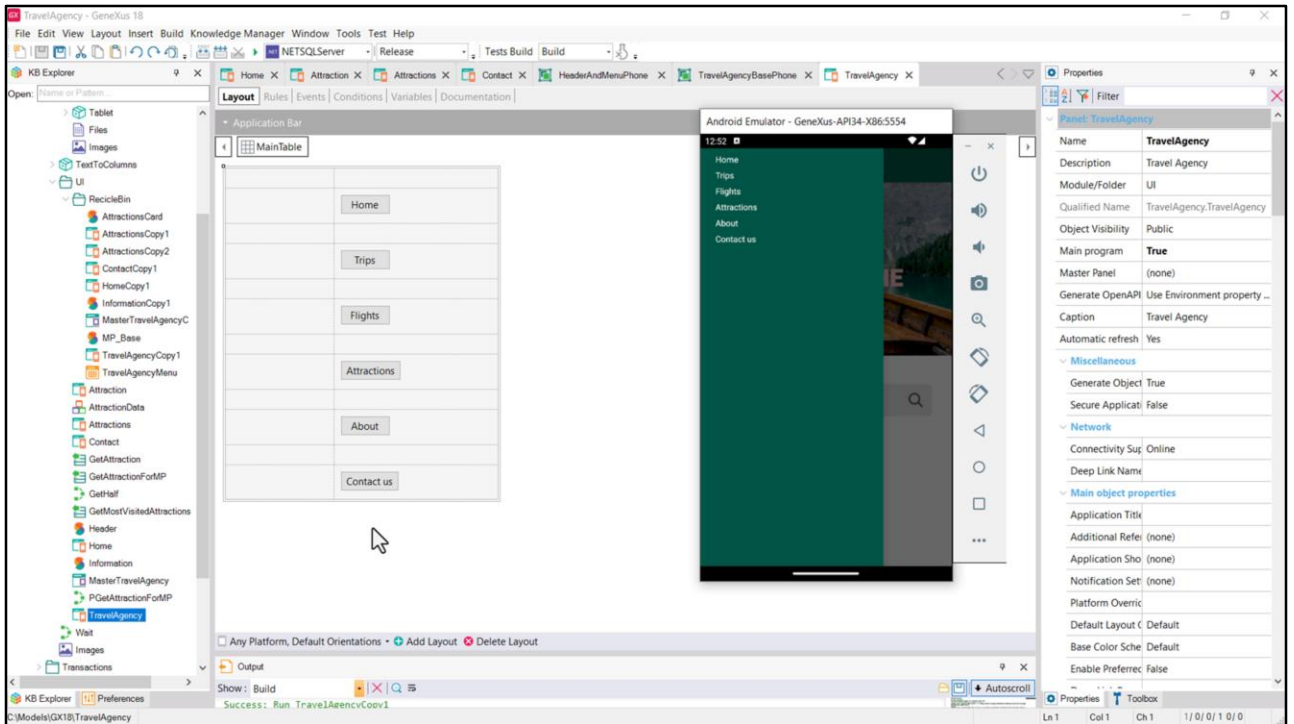 GX TravelAgency - GeneXus 18
File Edit View Layout Insert Build Knowledge Manager Window Tools Test Help
NETSQLServer Release Tests Build Build
KB Explorer
Home X Attraction X Attractions X Contact X HeaderAndMenuPhone X TravelAgencyBasePhone X TravelAgency X
Properties
Open: Name or Pattern...
Layout Rules Events Conditions Variables Documentation
Filter
Tablet
Files
Images
TextToColumns
UI
RecicleBin
AttractionsCard
AttractionsCopy1
AttractionsCopy2
ContactCopy1
HomeCopy1
InformationCopy1
MasterTravelAgencyC
MP_Base
TravelAgencyCopy1
TravelAgencyMenu
Attraction
AttractionData
Attractions
Contact
GetAttraction
GetAttractionForMP
GetHalf
GetMostVisitedAttractions
Header
Home
Information
MasterTravelAgency
PGetAttractionForMP
TravelAgency
Wait
Images
Transactions
KB Explorer Preferences
Application Bar
MainTable
Home
Trips
Flights
Attractions
About
Contact us
Android Emulator - GeneXus-API34-X86:5554
12:52
Home
Trips
Flights
Attractions
About
Contact us
Any Platform, Default Orientations Add Layout Delete Layout
Output
Show: Build Autoscroll
Success: Run TravelAgencyCopy1
Panel: TravelAgency
Name TravelAgency
Description Travel Agency
Module/Folder UI
Qualified Name TravelAgency.TravelAgency
Object Visibility Public
Main program True
Master Panel (none)
Generate OpenAPI Use Environment property ...
Caption Travel Agency
Automatic refresh Yes
Miscellaneous
Generate Object True
Secure Applicati False
Network
Connectivity Sup Online
Deep Link Name
Main object properties
Application Title
Additional Refer (none)
Application Sho (none)
Notification Sett (none)
Platform Overric
Default Layout ( Default
Base Color Sche Default
Enable Preferrec False
Properties Toolbox
C:\Models\GX18\TravelAgency
Ln 1 Col 1 Ch 1 1/0/0/1 0/0